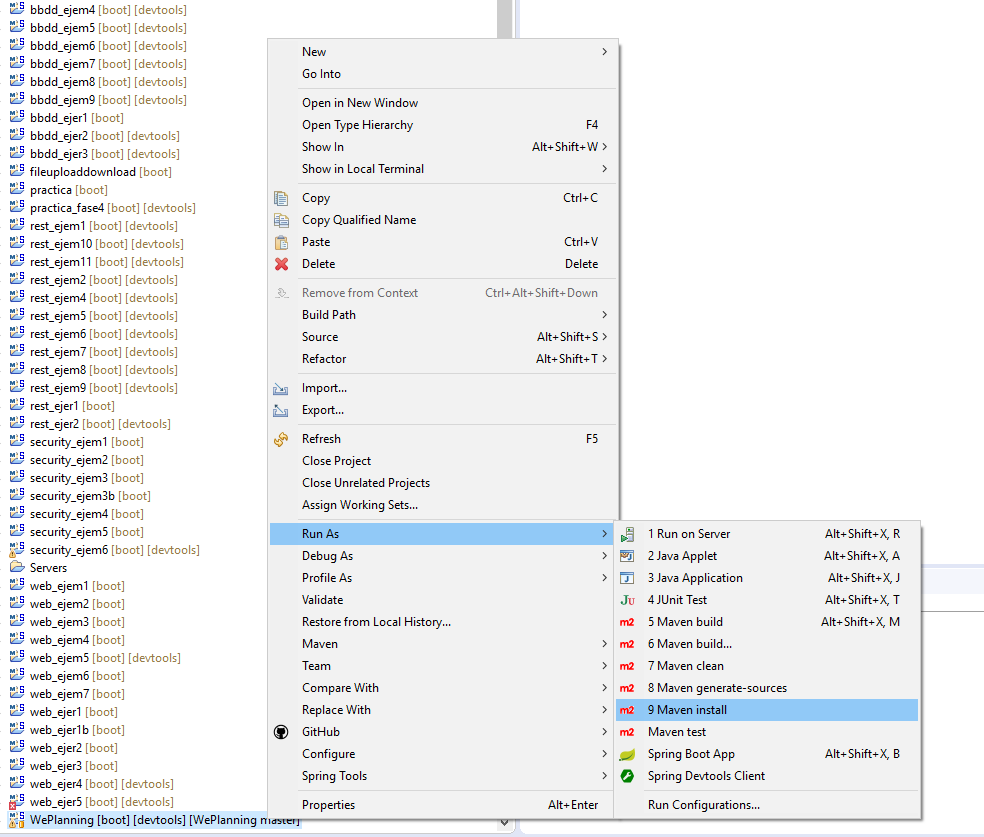 bbdd_ejem4 [boot] [devtools]
bbdd_ejem5 [boot] [devtools]
bbdd_ejem6 [boot] [devtools]
bbdd_ejem7 [boot] [devtools]
bbdd_ejem8 [boot] [devtools]
bbdd_ejem9 [boot] [devtools]
bbdd_ejer1 [boot]
bbdd_ejer2 [boot] [devtools]
bbdd_ejer3 [boot] [devtools]
fileuploaddownload [boot]
practica [boot]
practica_fase4 [boot] [devtools]
rest_ejem1 [boot] [devtools]
rest_ejem10 [boot] [devtools]
rest_ejem11 [boot] [devtools]
rest_ejem2 [boot] [devtools]
rest_ejem4 [boot] [devtools]
rest_ejem5 [boot] [devtools]
rest_ejem6 [boot] [devtools]
rest_ejem7 [boot] [devtools]
rest_ejem8 [boot] [devtools]
rest_ejem9 [boot] [devtools]
rest_ejer1 [boot]
rest_ejer2 [boot] [devtools]
security_ejem1 [boot]
security_ejem2 [boot]
security_ejem3 [boot]
security_ejem3b [boot]
security_ejem4 [boot]
security_ejem5 [boot]
security_ejem6 [boot] [devtools]
Servers
web_ejem1 [boot]
web_ejem2 [boot]
web_ejem3 [boot]
web_ejem4 [boot]
web_ejem5 [boot] [devtools]
web_ejem6 [boot]
web_ejem7 [boot]
web_ejer1 [boot]
web_ejer1b [boot]
web_ejer2 [boot]
web_ejer3 [boot]
web_ejer4 [boot] [devtools]
web_ejer5 [boot] [devtools]
WePlanning [boot] [devtools] [WePlanning master]
New
Go Into
Open in New Window
Open Type Hierarchy F4
Show In Alt+Shift+W
Show in Local Terminal
Copy Ctrl+C
Copy Qualified Name
Paste Ctrl+V
Delete Delete
Remove from Context Ctrl+Alt+Shift+Down
Build Path
Source Alt+Shift+S
Refactor Alt+Shift+T
Import...
Export...
Refresh F5
Close Project
Close Unrelated Projects
Assign Working Sets...
Run As
Debug As
Profile As
Validate
Restore from Local History...
Maven
Team
Compare With
Replace With
GitHub
Configure
Spring Tools
Properties Alt+Enter
1 Run on Server Alt+Shift+X, R
2 Java Applet Alt+Shift+X, A
3 Java Application Alt+Shift+X, J
4 JUnit Test Alt+Shift+X, T
5 Maven build Alt+Shift+X, M
6 Maven build...
7 Maven clean
8 Maven generate-sources
9 Maven install
Maven test
Spring Boot App Alt+Shift+X, B
Spring Devtools Client
Run Configurations...